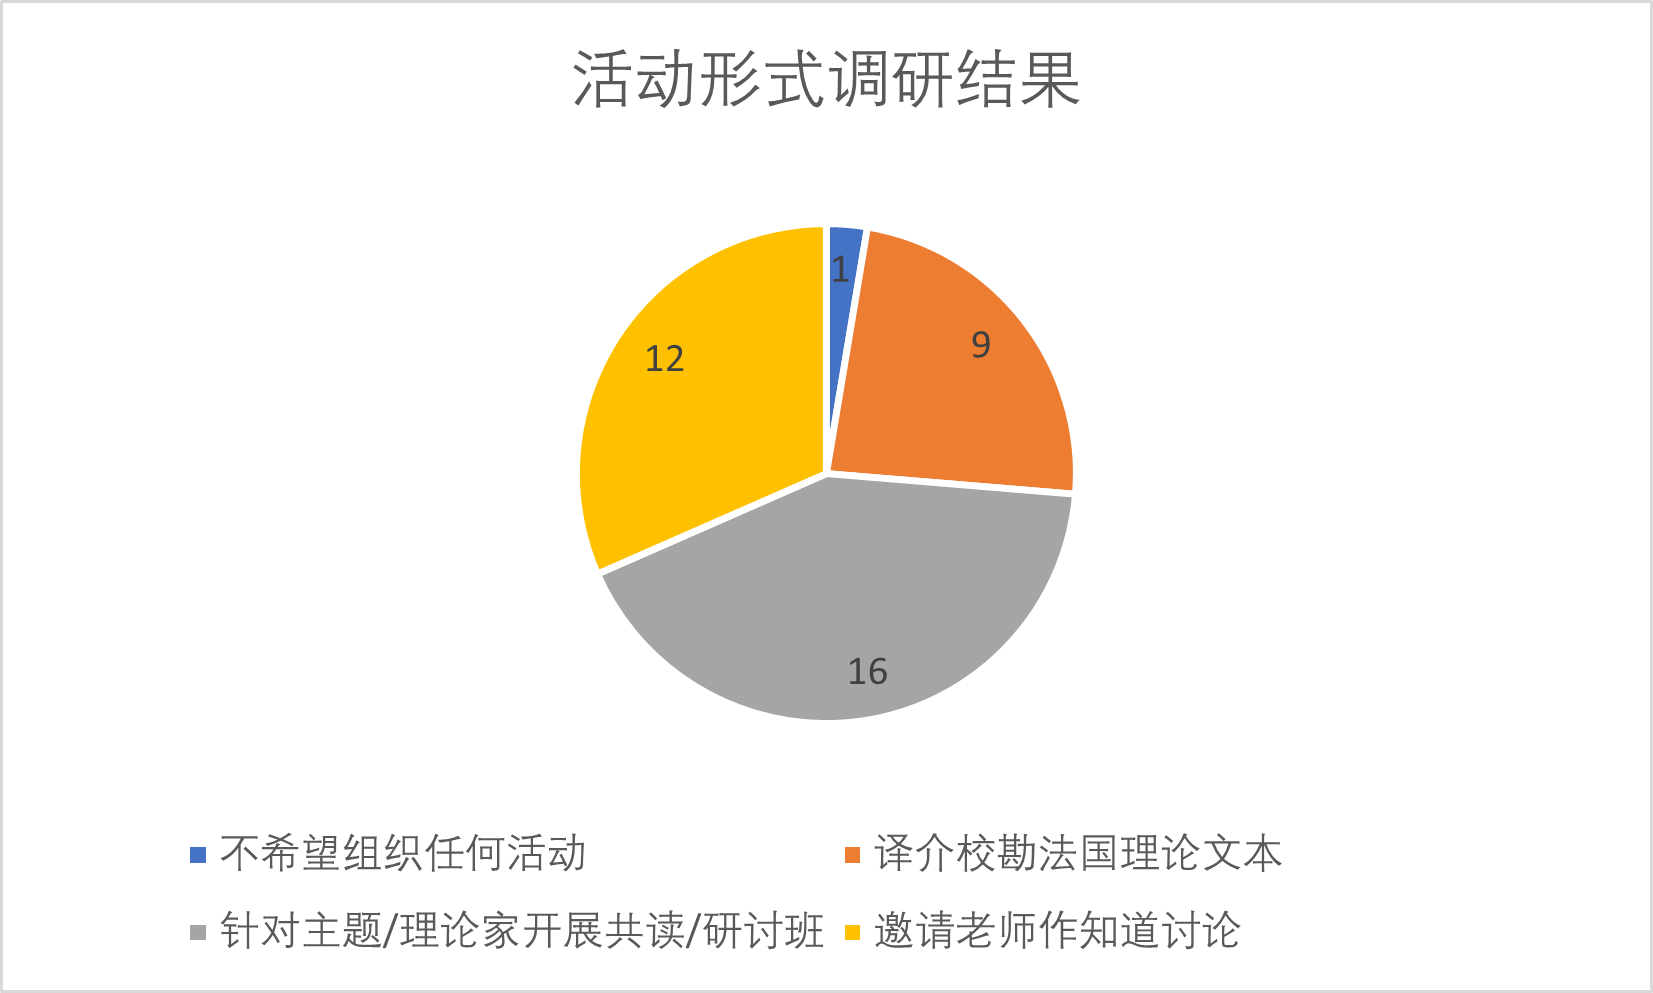 活动形式调研结果
1
9
12
16
不希望组织任何活动
译介校勘法国理论文本
针对主题/理论家开展共读/研讨班
邀请老师作知道讨论